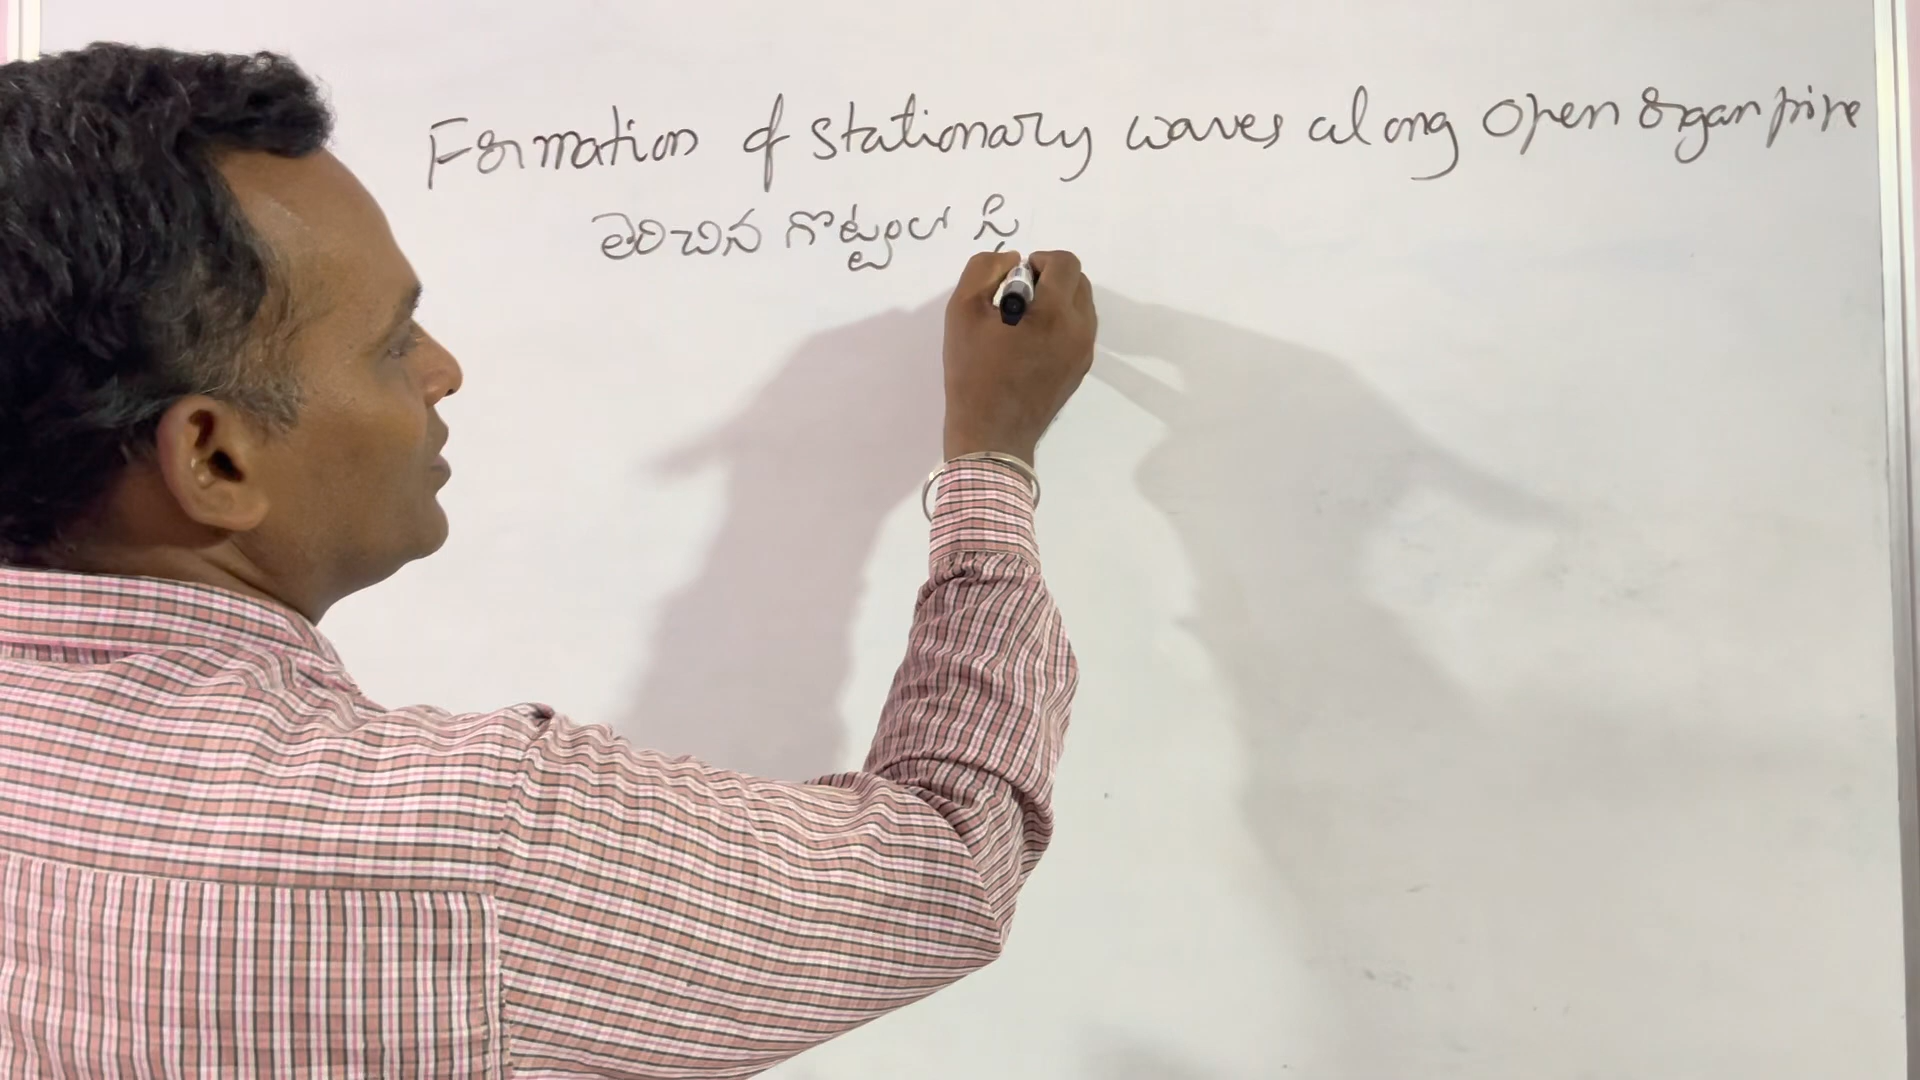 Formation of stationary waves along open organ pipe
తెరిచిన గొట్టంలో స్థి